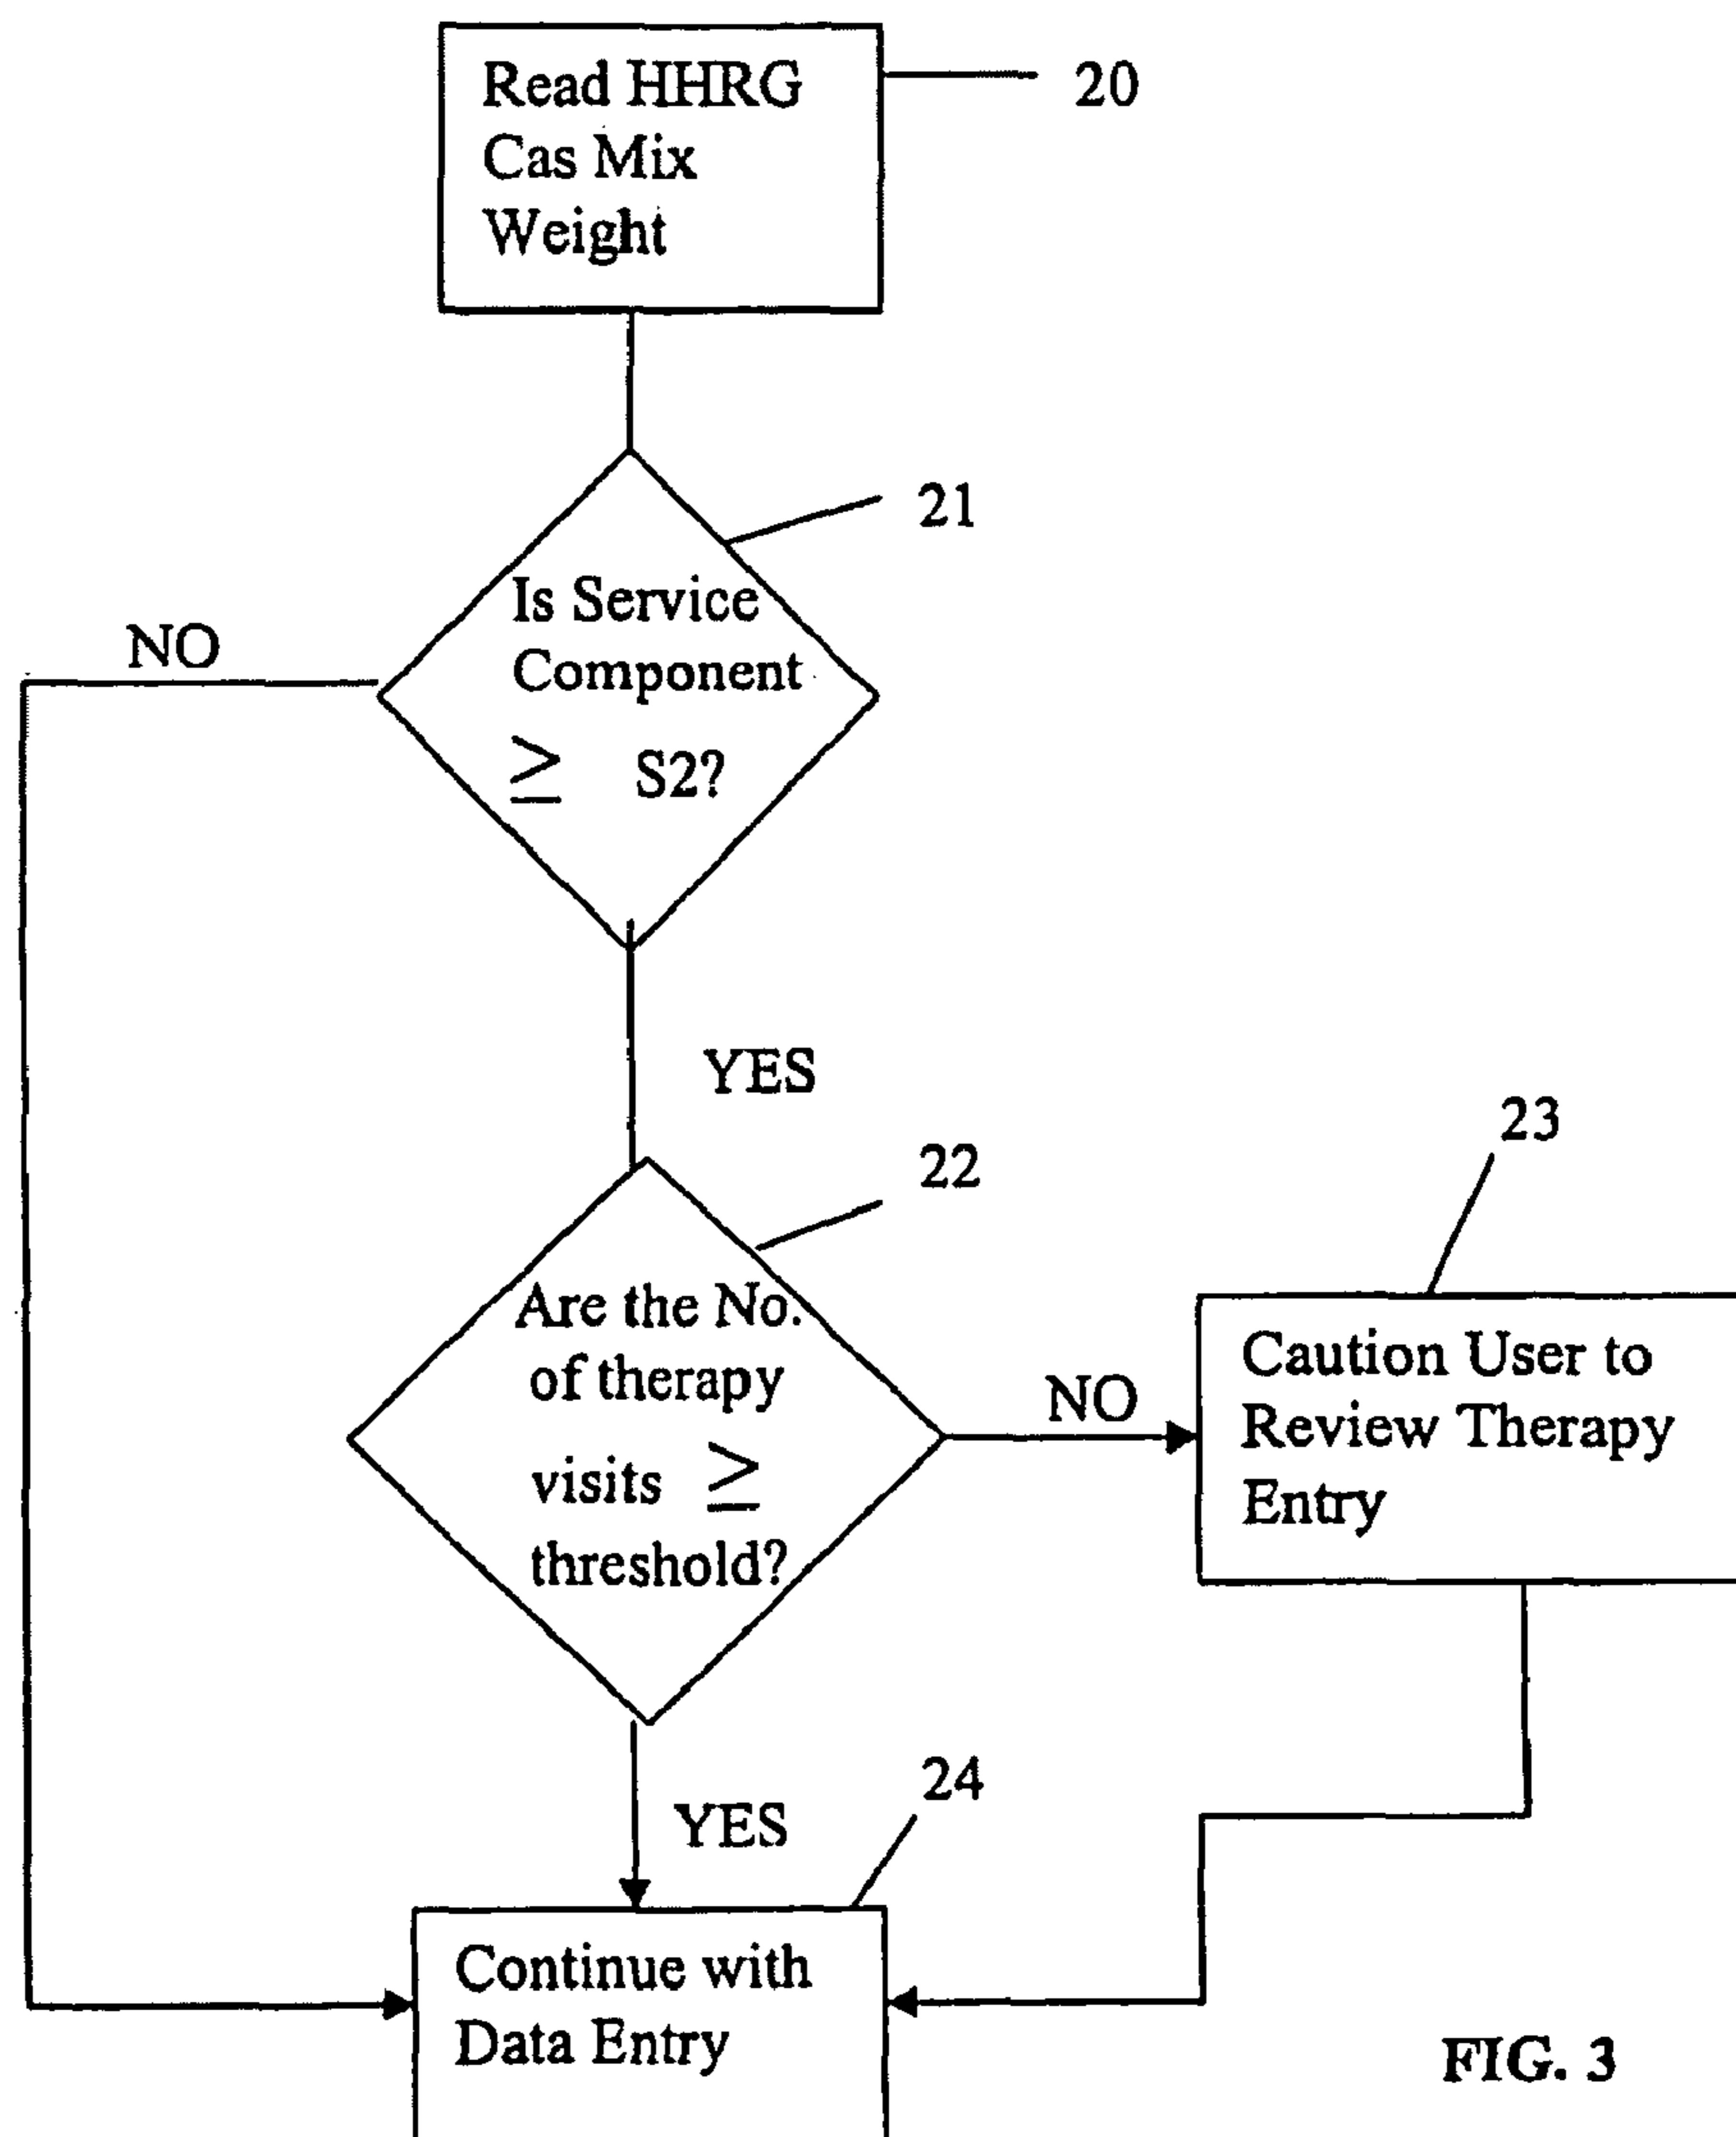 Read HHRG
Cas Mix
Weight
20
21
Is Service
Component
≥ S2?
NO
YES
22
Are the No.
of therapy
visits ≥
threshold?
NO
23
Caution User to
Review Therapy
Entry
YES
24
Continue with
Data Entry
FIG. 3